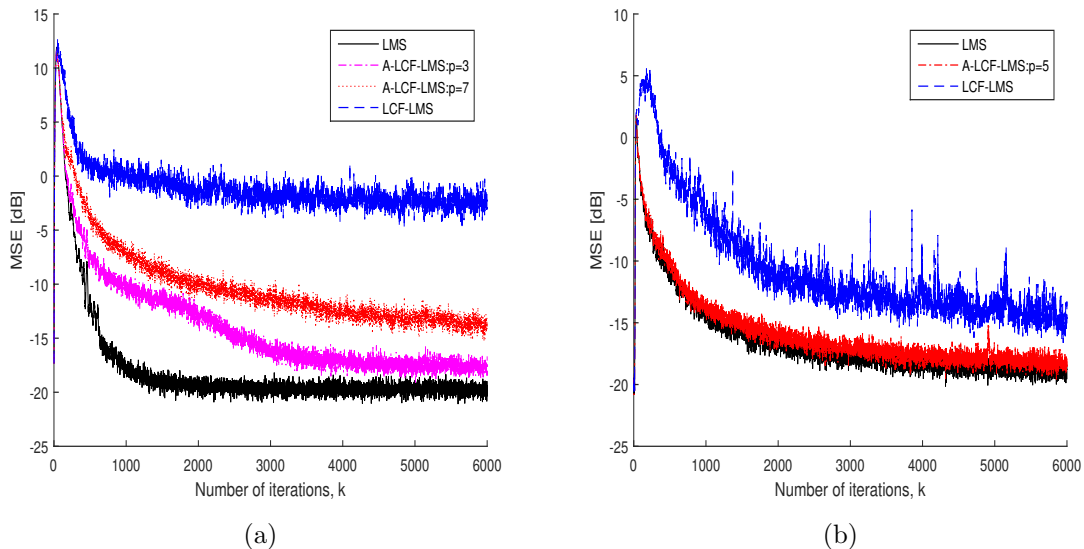 15
10
5
0
-5
-10
-15
-20
-25
MSE [dB]
LMS
A-LCF-LMS:p=3
A-LCF-LMS:p=7
LCF-LMS
0
1000
2000
3000
4000
5000
6000
Number of iterations, k
(a)
10
5
0
-5
-10
-15
-20
-25
MSE [dB]
LMS
A-LCF-LMS:p=5
LCF-LMS
0
1000
2000
3000
4000
5000
6000
Number of iterations, k
(b)